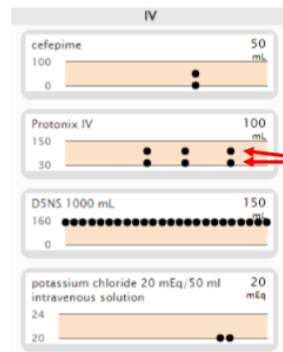 IV
cefepime 50 mL
100
0
Protonix IV 100 mL
150
30
D5NS 1000 mL 150 mL
160
0
potassium chloride 20 mEq/50 ml 20
intravenous solution mEq
24
20